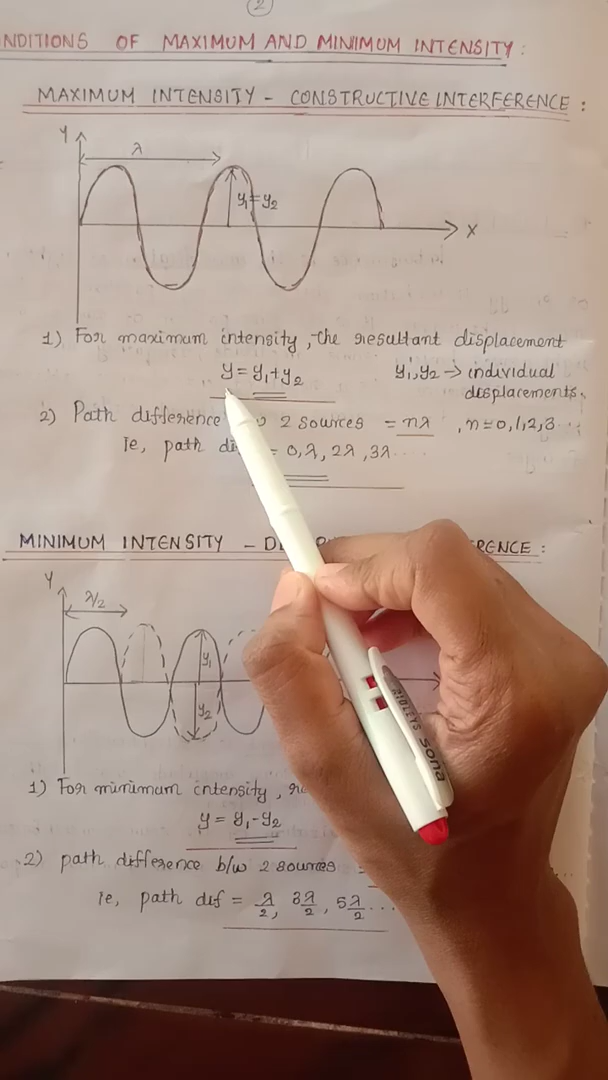 2
NDITIONS OF MAXIMUM AND MINIMUM INTENSITY :
MAXIMUM INTENSITY - CONSTRUCTIVE INTERFERENCE :
Y
λ
y₁=y₂
X
1) For maximum intensity, the resultant displacement
y = y₁+y₂ y₁,y₂ → individual
displacements.
2) Path difference 2 sources = nλ , n=0,1,2,3...
Ie, path di = 0,λ,2λ,3λ....
MINIMUM INTENSITY - D RENCE :
Y
λ/2
y₁
y₂
1) For minimum intensity,
y = y₁-y₂
2) path difference b/w 2 sources =
Ie, path dif = λ/2, 3λ/2, 5λ/2...
RIDLEY'S Sona